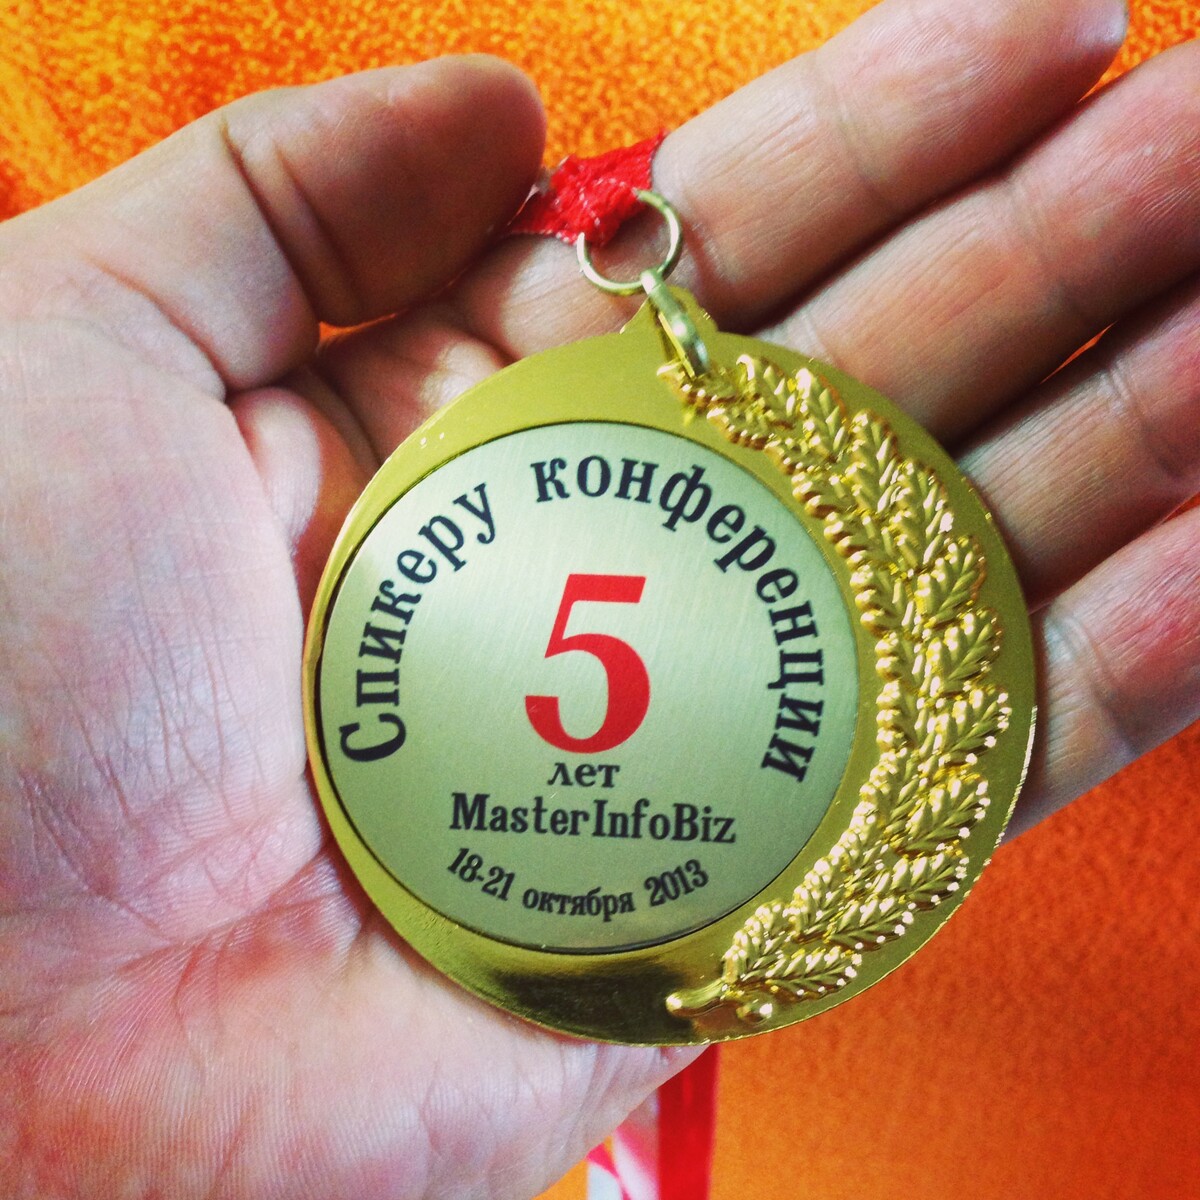 Спикеру конференции
5
лет
MasterInfoBiz
18-21 октября 2013